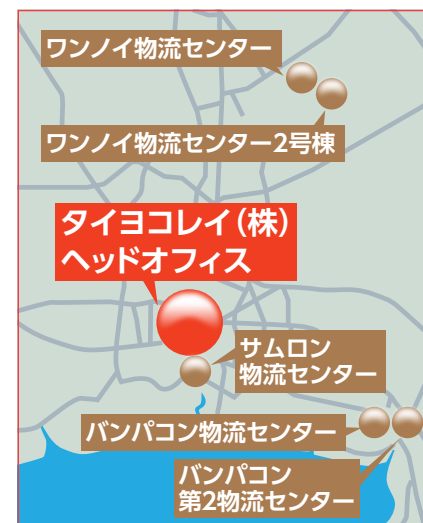 ワンノイ物流センター
ワンノイ物流センター2号棟
タイヨコレイ(株)
ヘッドオフィス
サムロン
物流センター
バンパコン物流センター
バンパコン
第2物流センター